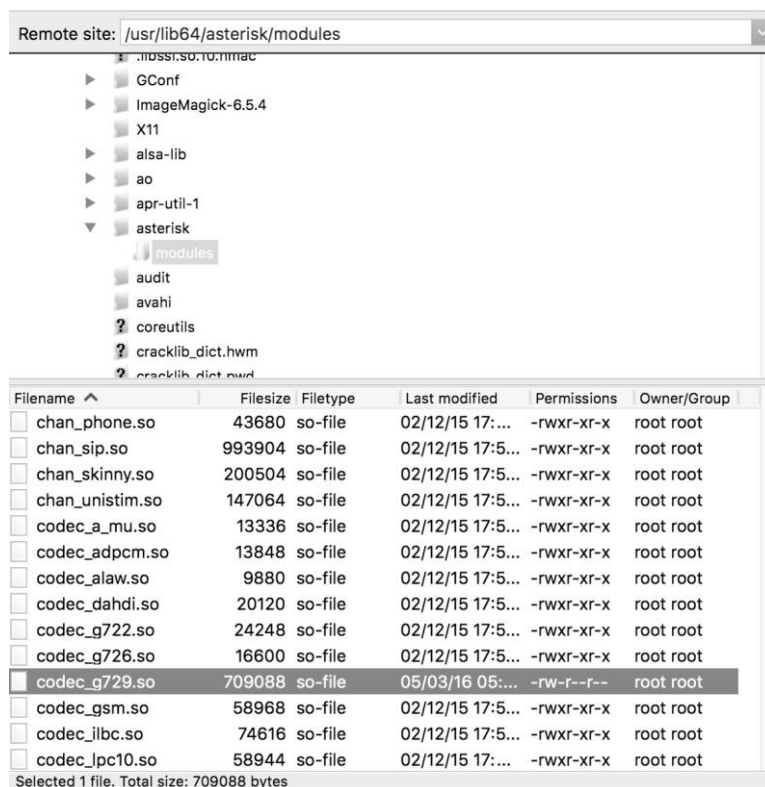 Remote site: /usr/lib64/asterisk/modules
.libssl.so.10.hmac
GConf
ImageMagick-6.5.4
X11
alsa-lib
ao
apr-util-1
asterisk
modules
audit
avahi
? coreutils
? cracklib_dict.hwm
? cracklib_dict.pwd
Filename Filesize Filetype Last modified Permissions Owner/Group
chan_phone.so 43680 so-file 02/12/15 17:... -rwxr-xr-x root root
chan_sip.so 993904 so-file 02/12/15 17:5... -rwxr-xr-x root root
chan_skinny.so 200504 so-file 02/12/15 17:5... -rwxr-xr-x root root
chan_unistim.so 147064 so-file 02/12/15 17:5... -rwxr-xr-x root root
codec_a_mu.so 13336 so-file 02/12/15 17:5... -rwxr-xr-x root root
codec_adpcm.so 13848 so-file 02/12/15 17:5... -rwxr-xr-x root root
codec_alaw.so 9880 so-file 02/12/15 17:5... -rwxr-xr-x root root
codec_dahdi.so 20120 so-file 02/12/15 17:5... -rwxr-xr-x root root
codec_g722.so 24248 so-file 02/12/15 17:5... -rwxr-xr-x root root
codec_g726.so 16600 so-file 02/12/15 17:5... -rwxr-xr-x root root
codec_g729.so 709088 so-file 05/03/16 05:... -rw-r--r-- root root
codec_gsm.so 58968 so-file 02/12/15 17:5... -rwxr-xr-x root root
codec_ilbc.so 74616 so-file 02/12/15 17:5... -rwxr-xr-x root root
codec_lpc10.so 58944 so-file 02/12/15 17:... -rwxr-xr-x root root
Selected 1 file. Total size: 709088 bytes